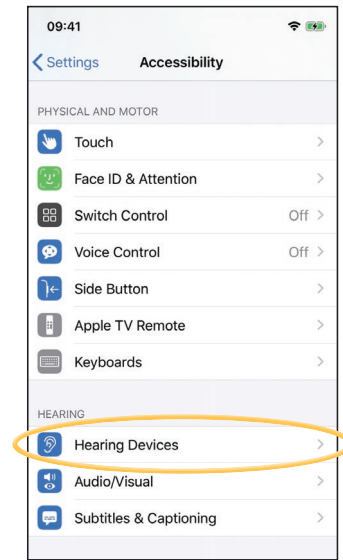 09:41
Settings Accessibility
PHYSICAL AND MOTOR
Touch
Face ID & Attention
Switch Control Off
Voice Control Off
Side Button
Apple TV Remote
Keyboards
HEARING
Hearing Devices
Audio/Visual
Subtitles & Captioning